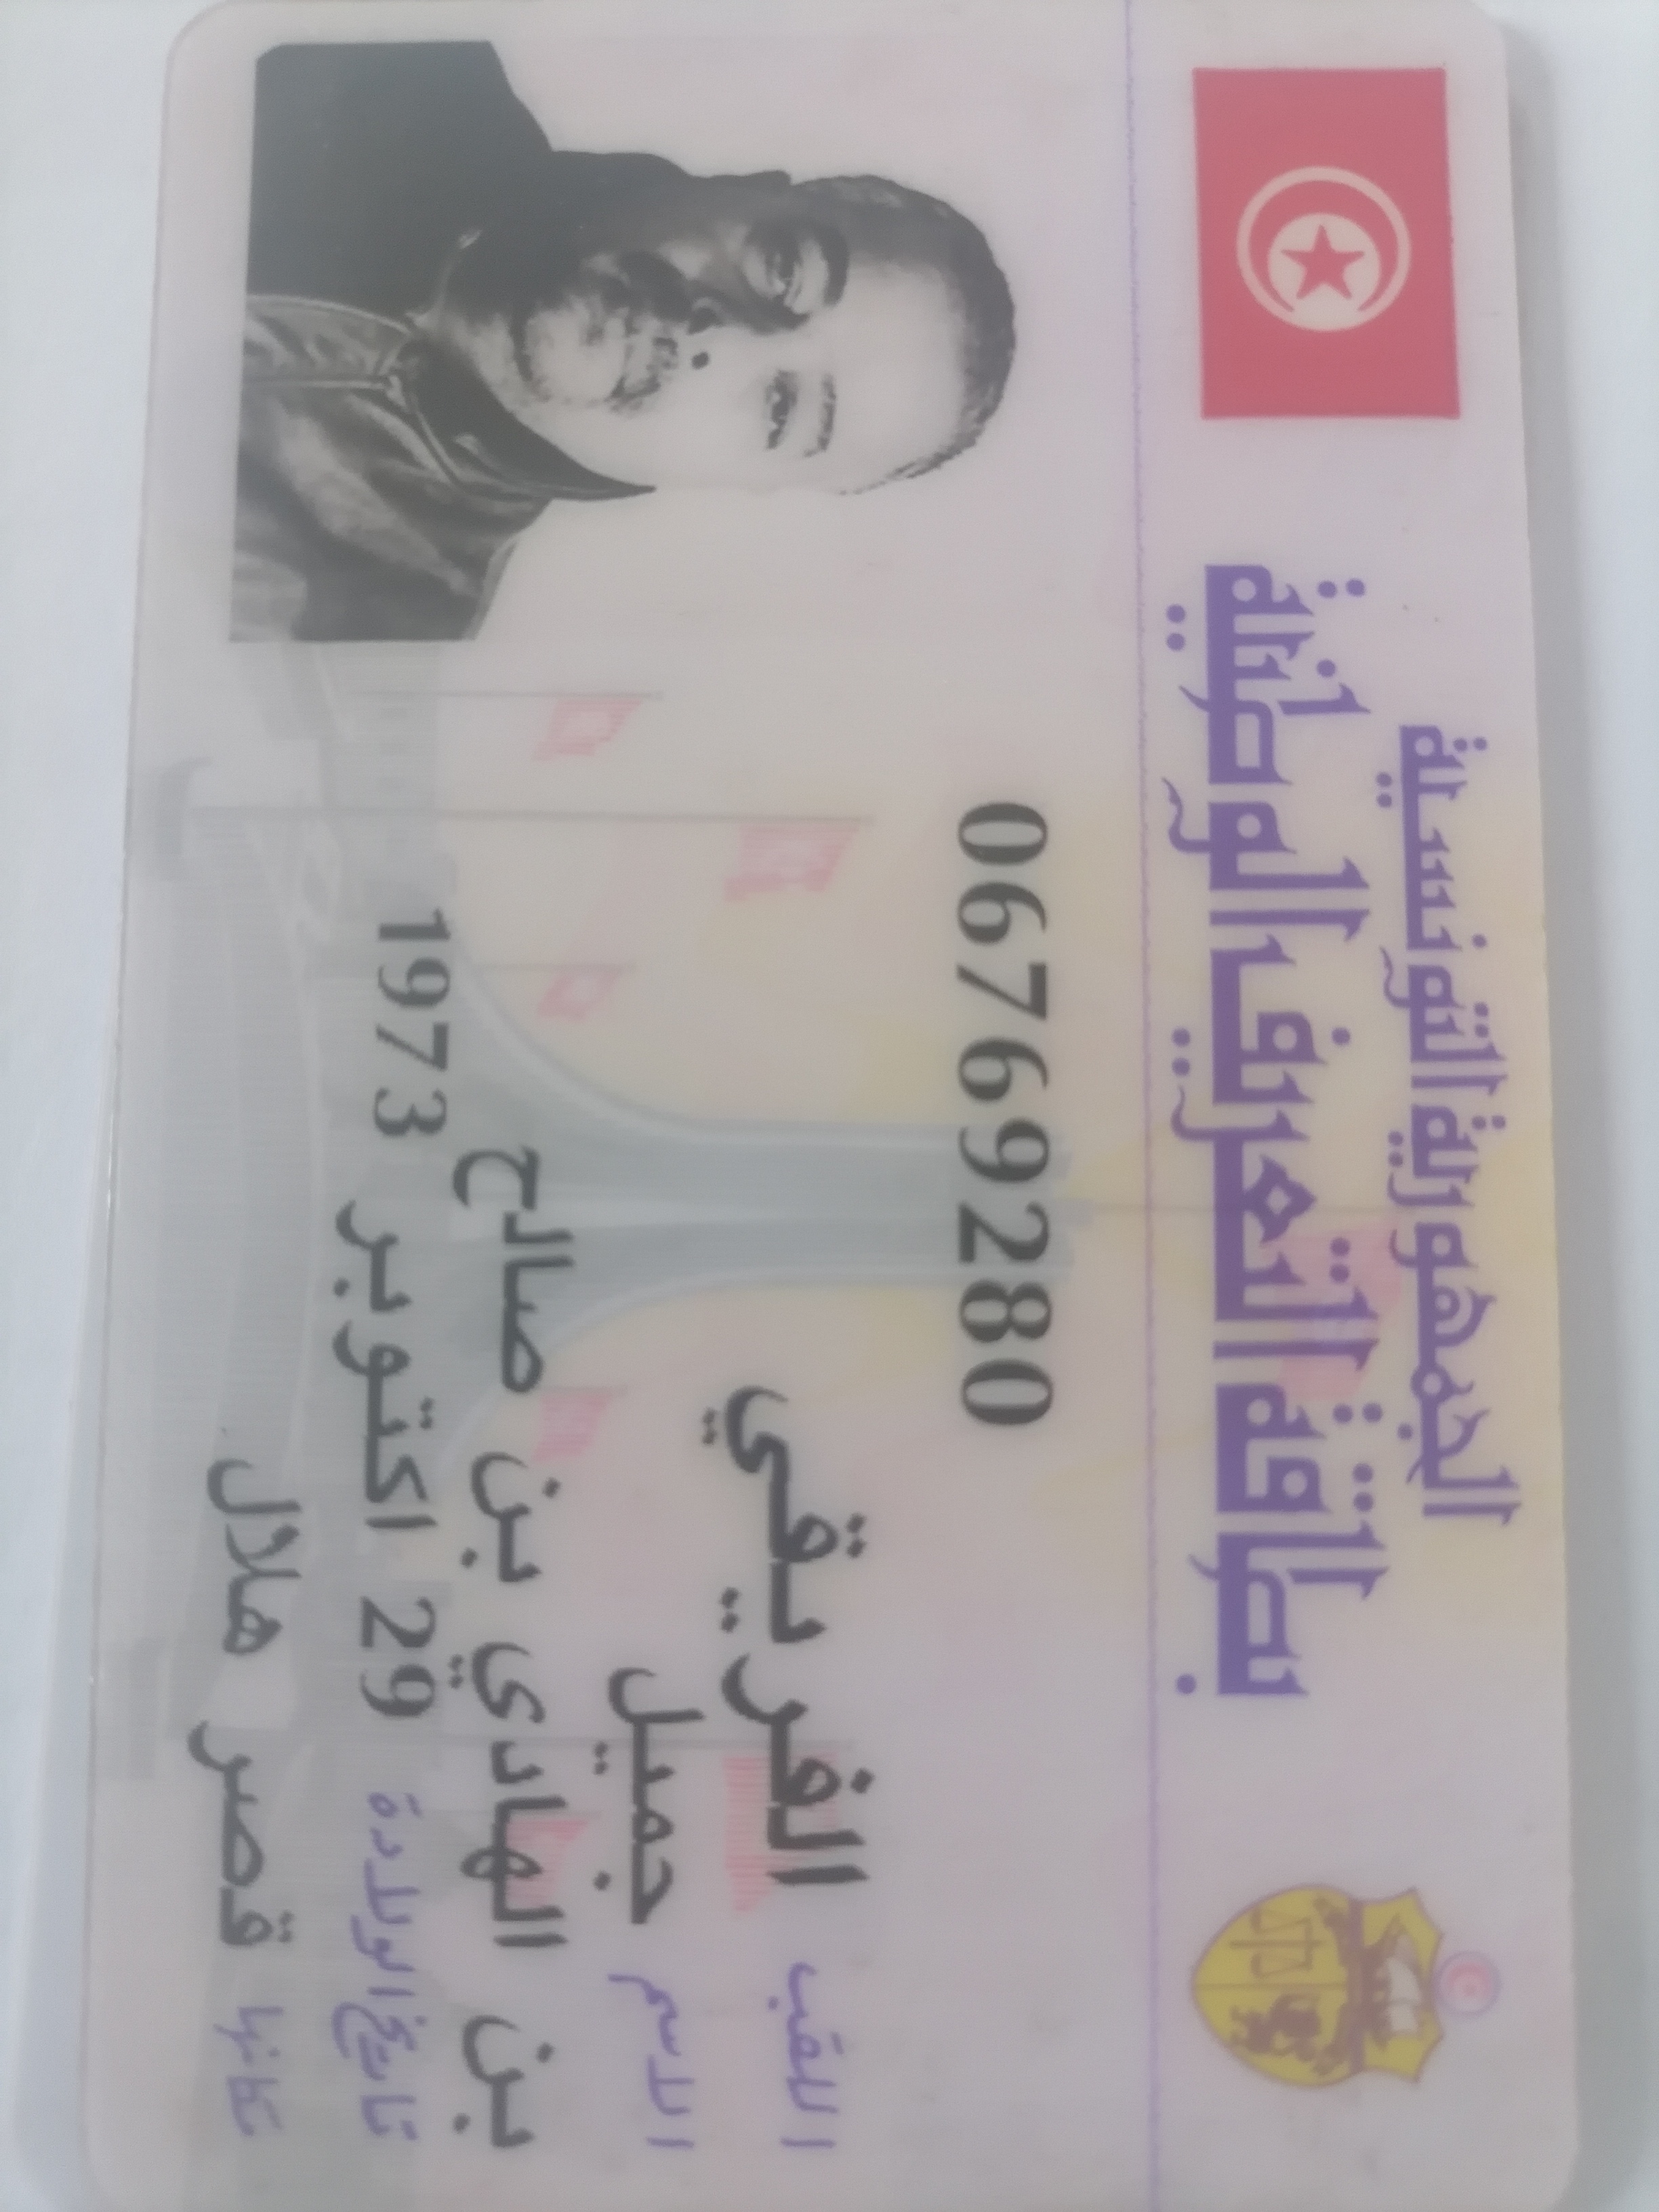 الجمهورية التونسية
بطاقة التعريف الوطنية
06769280
اللقب الفريقي
الاسم جميل
بن الهادي بن صالح
تاريخ الولادة 29 اكتوبر 1973
مكانها قصر هلال